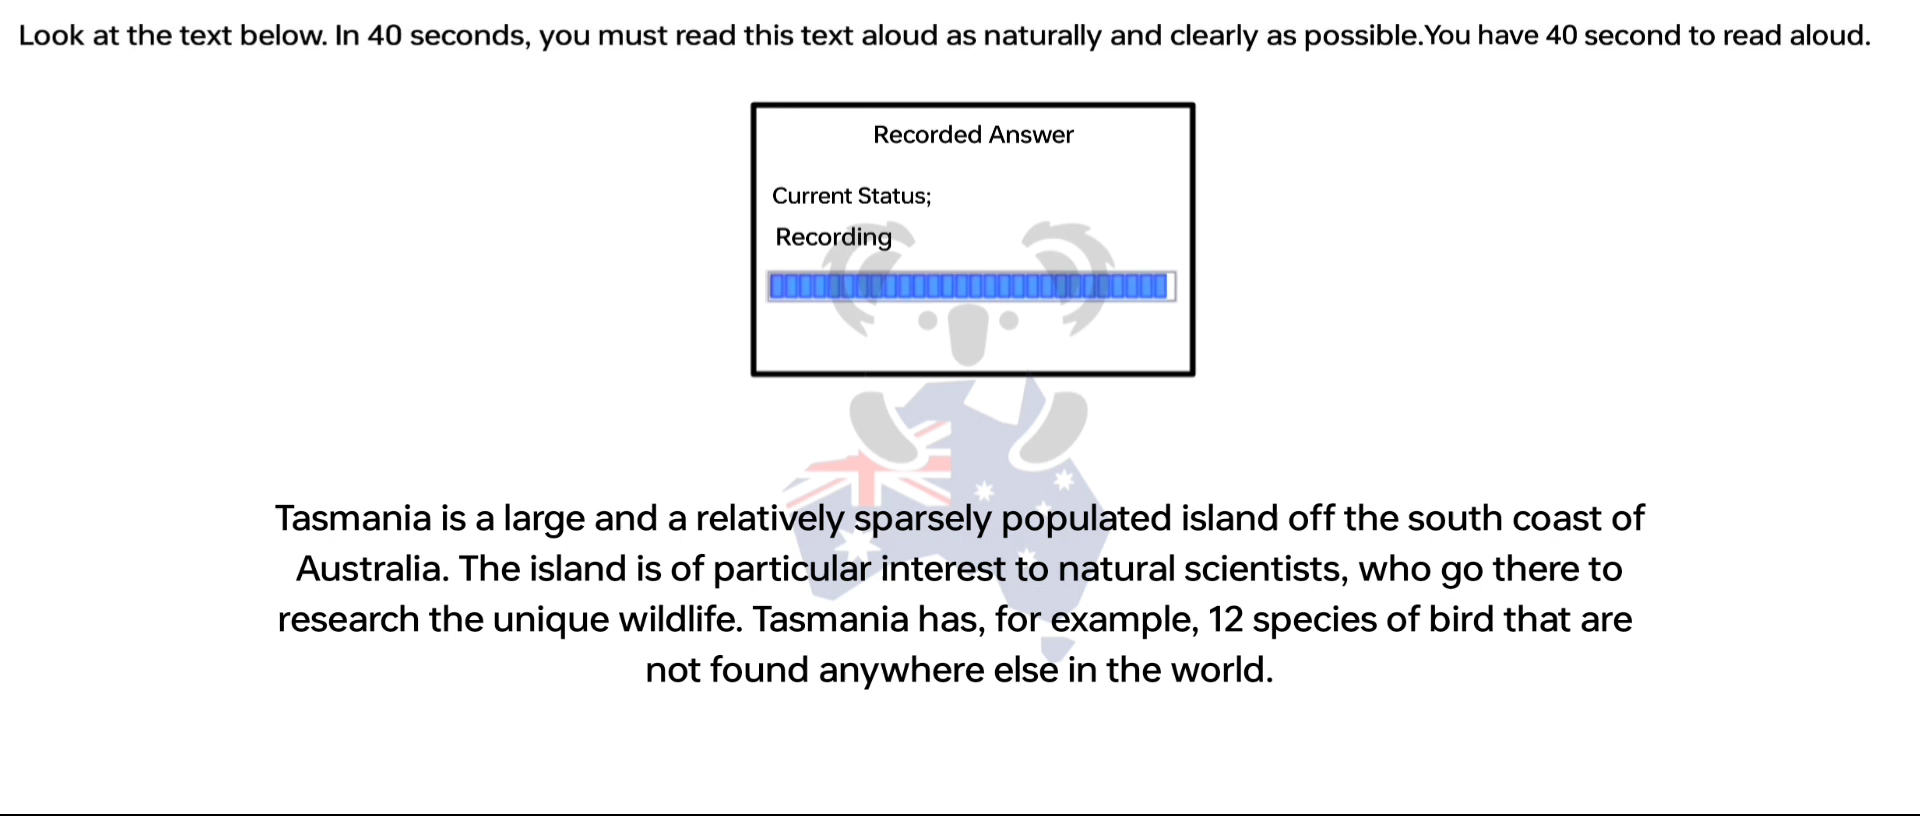 Look at the text below. In 40 seconds, you must read this text aloud as naturally and clearly as possible.You have 40 second to read aloud.
Recorded Answer
Current Status;
Recording
Tasmania is a large and a relatively sparsely populated island off the south coast of
Australia. The island is of particular interest to natural scientists, who go there to
research the unique wildlife. Tasmania has, for example, 12 species of bird that are
not found anywhere else in the world.